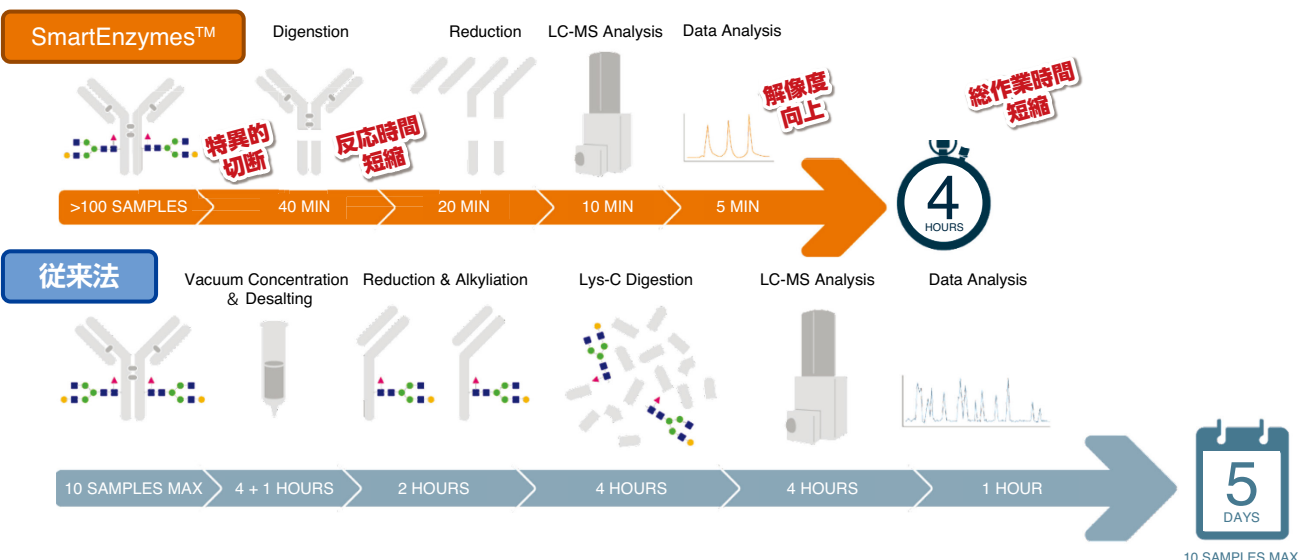 SmartEnzymes™
Digenstion
Reduction
LC-MS Analysis
Data Analysis
特異的
切断
反応時間
短縮
解像度
向上
総作業時間
短縮
>100 SAMPLES
40 MIN
20 MIN
10 MIN
5 MIN
4
HOURS
従来法
Vacuum Concentration
& Desalting
Reduction & Alkyliation
Lys-C Digestion
LC-MS Analysis
Data Analysis
10 SAMPLES MAX
4 + 1 HOURS
2 HOURS
4 HOURS
4 HOURS
1 HOUR
5
DAYS
10 SAMPLES MAX